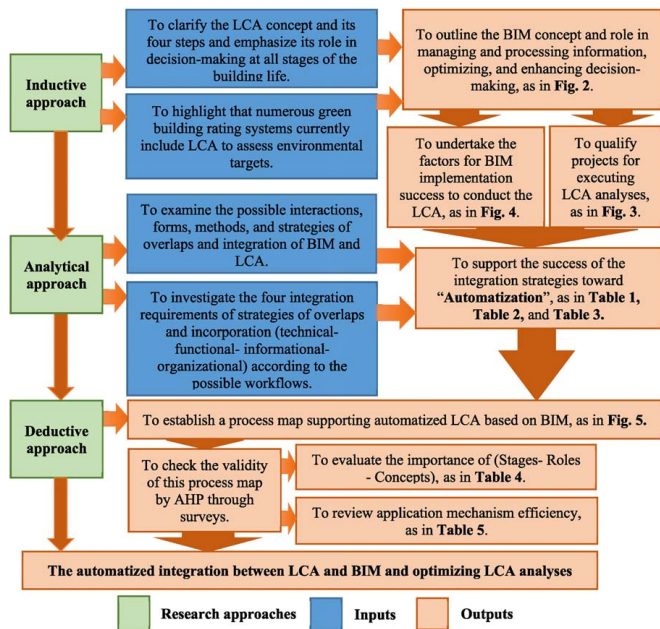 Inductive
approach
To clarify the LCA concept and its
four steps and emphasize its role in
decision-making at all stages of the
building life.
To highlight that numerous green
building rating systems currently
include LCA to assess environmental
targets.
To outline the BIM concept and role in
managing and processing information,
optimizing, and enhancing decision-
making, as in Fig. 2.
To undertake the
factors for BIM
implementation
success to conduct the
LCA, as in Fig. 4.
To qualify
projects for
executing
LCA analyses,
as in Fig. 3.
Analytical
approach
To examine the possible interactions,
forms, methods, and strategies of
overlaps and integration of BIM and
LCA.
To investigate the four integration
requirements of strategies of overlaps
and incorporation (technical-
functional- informational-
organizational) according to the
possible workflows.
To support the success of the
integration strategies toward
“Automatization”, as in Table 1,
Table 2, and Table 3.
Deductive
approach
To establish a process map supporting automatized LCA based on BIM, as in Fig. 5.
To check the validity
of this process map
by AHP through
surveys.
To evaluate the importance of (Stages- Roles
- Concepts), as in Table 4.
To review application mechanism efficiency,
as in Table 5.
The automatized integration between LCA and BIM and optimizing LCA analyses
Research approaches
Inputs
Outputs